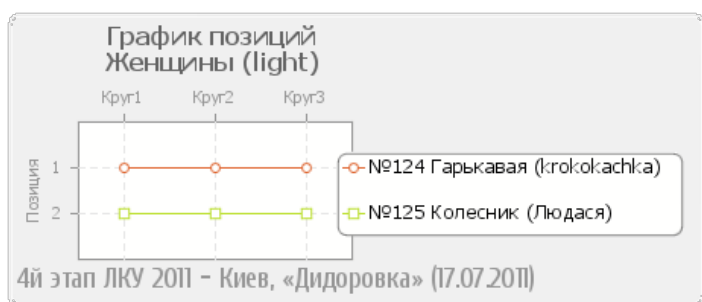 График позиций
Женщины (light)
Круг1 Круг2 Круг3
Позиция
1
№124 Гарькавая (krokokachka)
2
№125 Колесник (Людася)
4й этап ЛКУ 2011 - Киев, «Дидоровка» (17.07.2011)